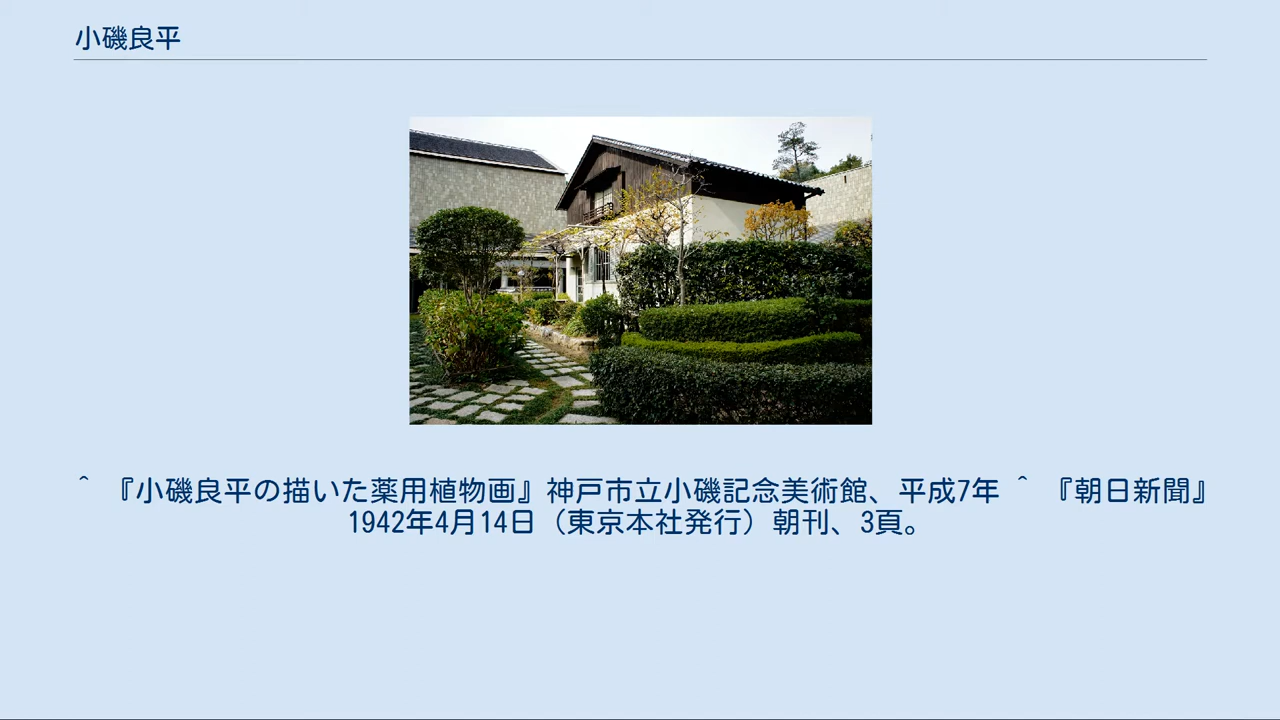 小磯良平
^ 『小磯良平の描いた薬用植物画』神戸市立小磯記念美術館、平成7年 ^ 『朝日新聞』
1942年4月14日（東京本社発行）朝刊、3頁。